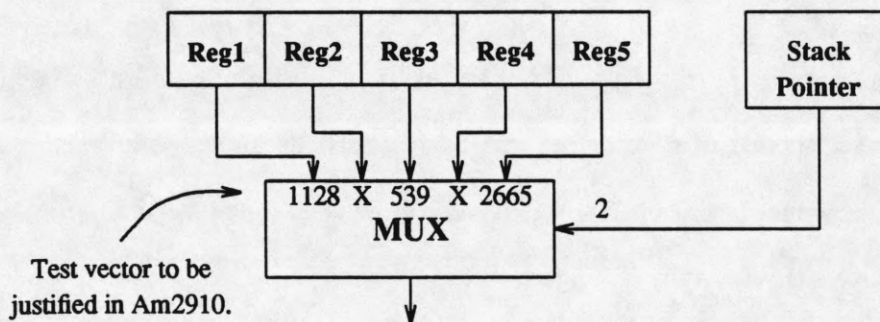 Reg1 Reg2 Reg3 Reg4 Reg5
Stack
Pointer
1128 X 539 X 2665
2
MUX
Test vector to be
justified in Am2910.